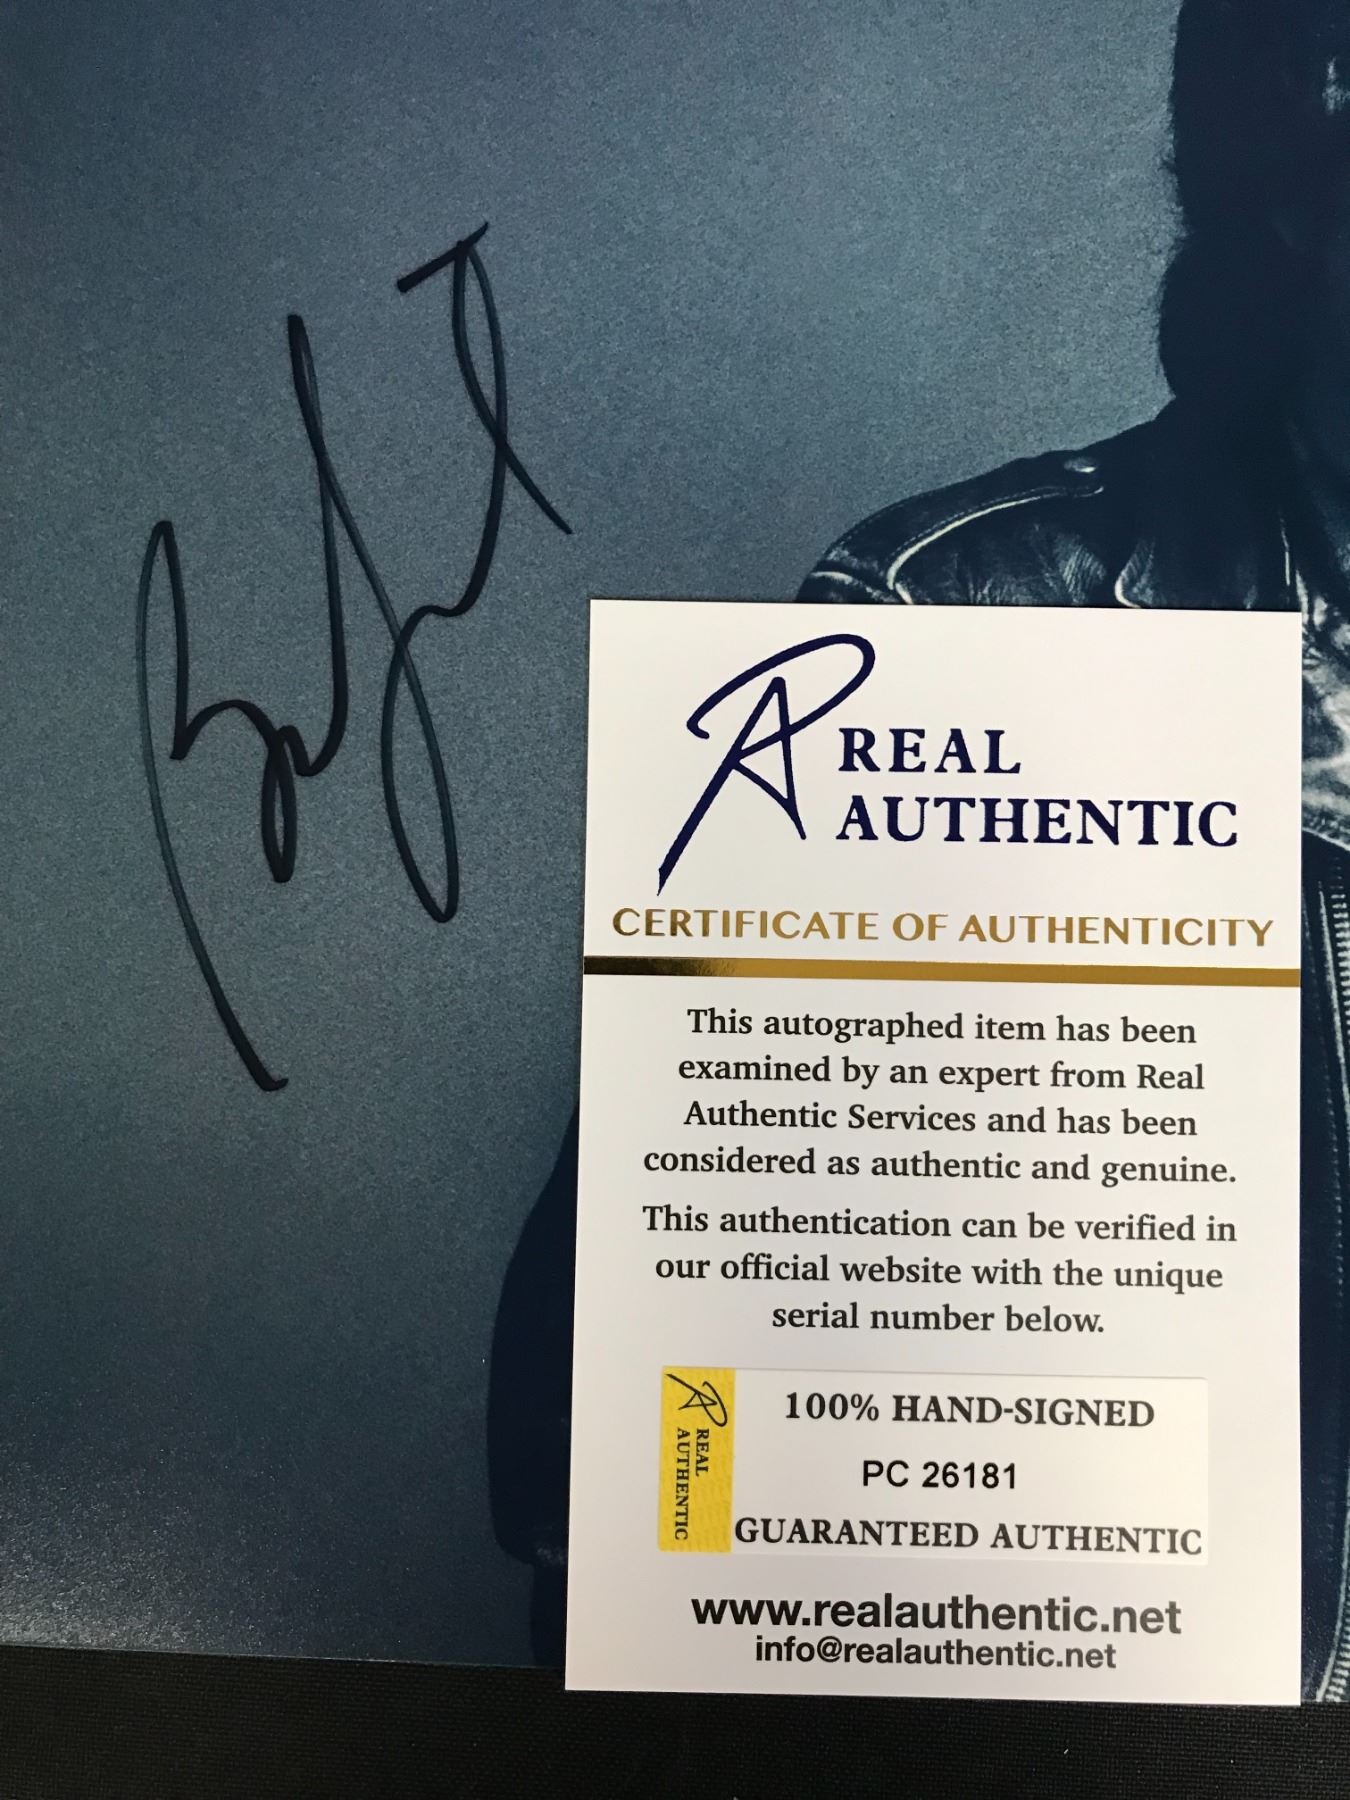 REAL
AUTHENTIC
CERTIFICATE OF AUTHENTICITY
This autographed item has been
examined by an expert from Real
Authentic Services and has been
considered as authentic and genuine.
This authentication can be verified in
our official website with the unique
serial number below.
REAL
AUTHENTIC
100% HAND-SIGNED
PC 26181
GUARANTEED AUTHENTIC
www.realauthentic.net
info@realauthentic.net